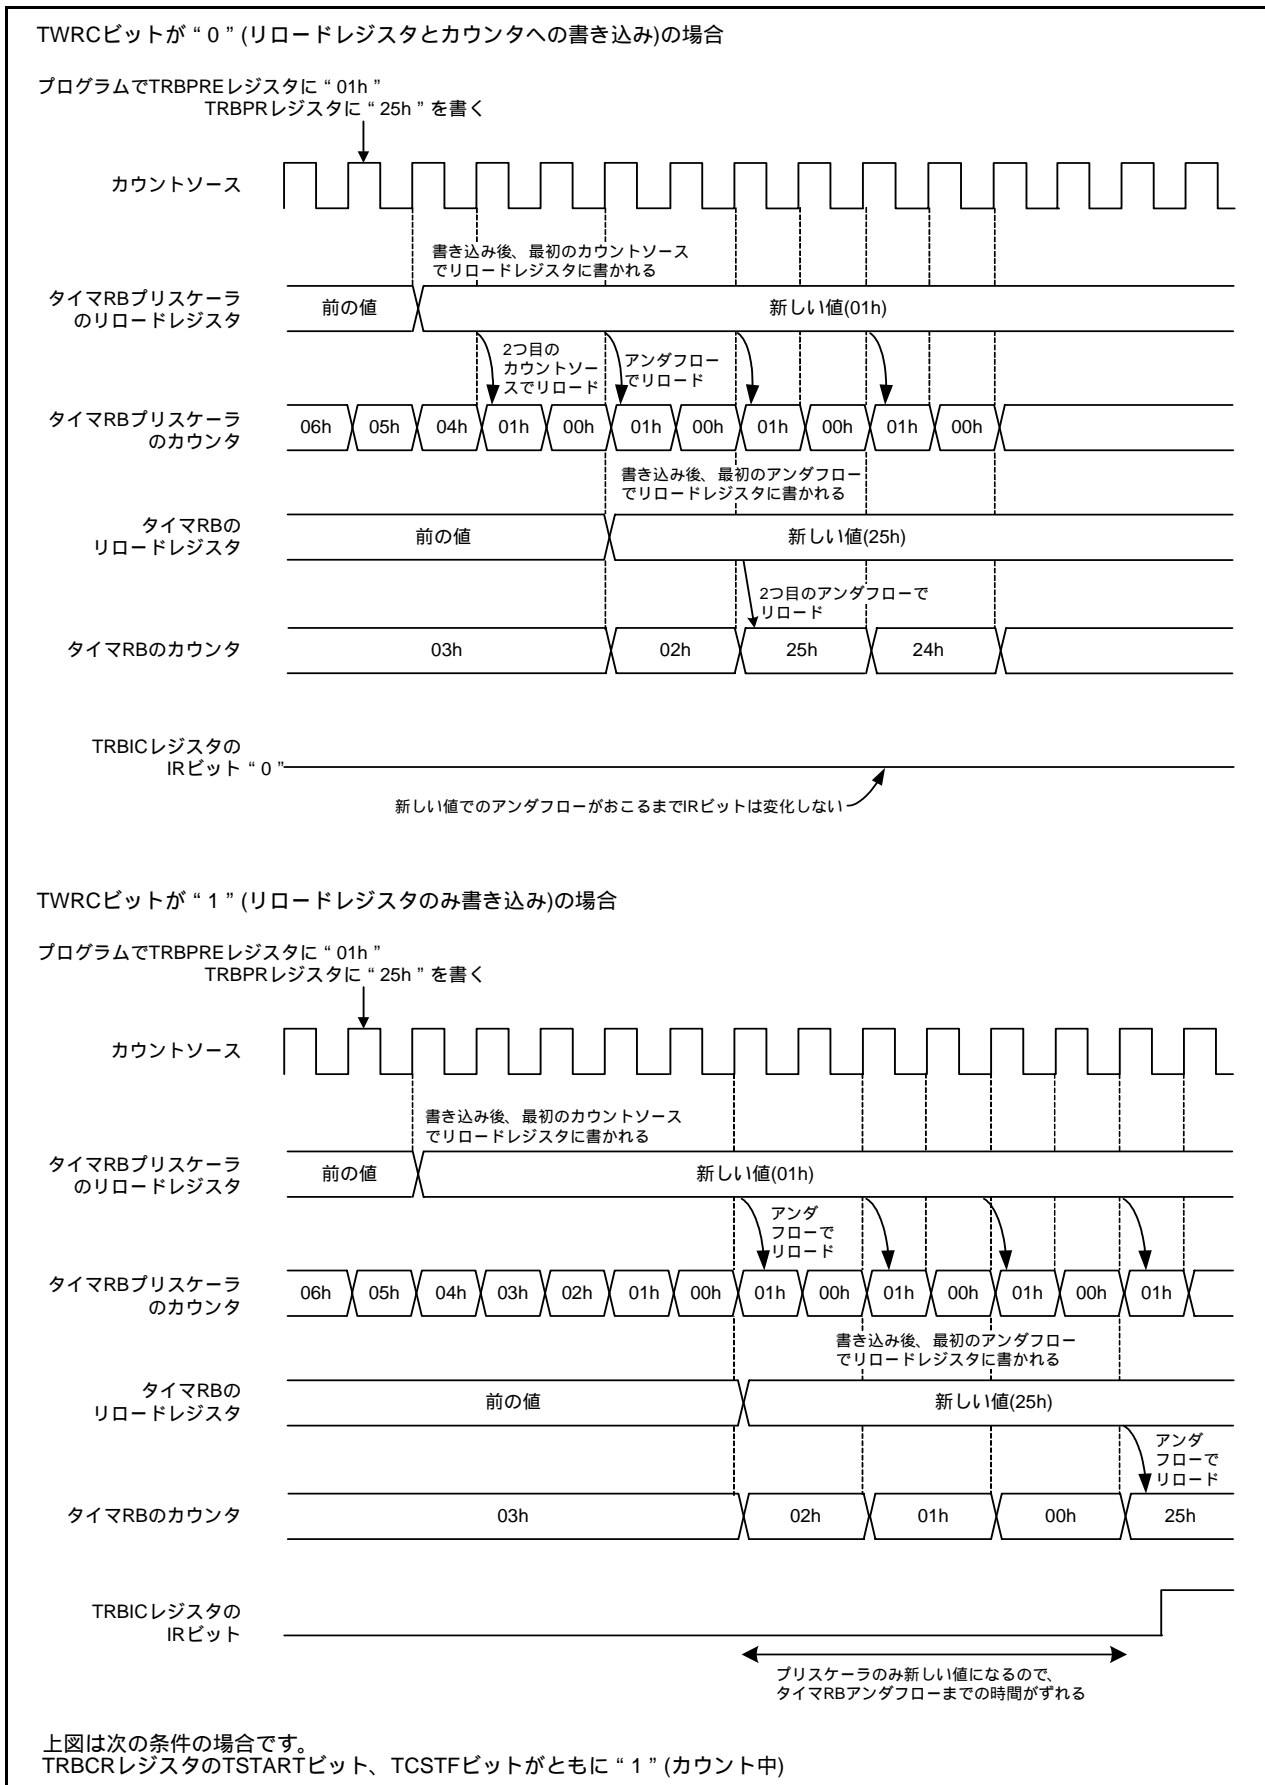 TWRCビットが“0”(リロードレジスタとカウンタへの書き込み)の場合
プログラムでTRBPREレジスタに“01h”
TRBPRレジスタに“25h”を書く
カウントソース
書き込み後、最初のカウントソース
でリロードレジスタに書かれる
タイマRBプリスケーラ
のリロードレジスタ
前の値
新しい値(01h)
2つ目の
カウントソー
スでリロード
アンダフロー
でリロード
タイマRBプリスケーラ
のカウンタ
06h 05h 04h 01h 00h 01h 00h 01h 00h 01h 00h
書き込み後、最初のアンダフロー
でリロードレジスタに書かれる
タイマRBの
リロードレジスタ
前の値
新しい値(25h)
2つ目のアンダフローで
リロード
タイマRBのカウンタ
03h 02h 25h 24h
TRBICレジスタの
IRビット“0”
新しい値でのアンダフローがおこるまでIRビットは変化しない
TWRCビットが“1”(リロードレジスタのみ書き込み)の場合
プログラムでTRBPREレジスタに“01h”
TRBPRレジスタに“25h”を書く
カウントソース
書き込み後、最初のカウントソース
でリロードレジスタに書かれる
タイマRBプリスケーラ
のリロードレジスタ
前の値
新しい値(01h)
アンダ
フローで
リロード
タイマRBプリスケーラ
のカウンタ
06h 05h 04h 03h 02h 01h 00h 01h 00h 01h 00h 01h 00h 01h
書き込み後、最初のアンダフロー
でリロードレジスタに書かれる
タイマRBの
リロードレジスタ
前の値
新しい値(25h)
アンダ
フローで
リロード
タイマRBのカウンタ
03h 02h 01h 00h 25h
TRBICレジスタの
IRビット
プリスケーラのみ新しい値になるので、
タイマRBアンダフローまでの時間がずれる
上図は次の条件の場合です。
TRBCRレジスタのTSTARTビット、TCSTFビットがともに“1”(カウント中)